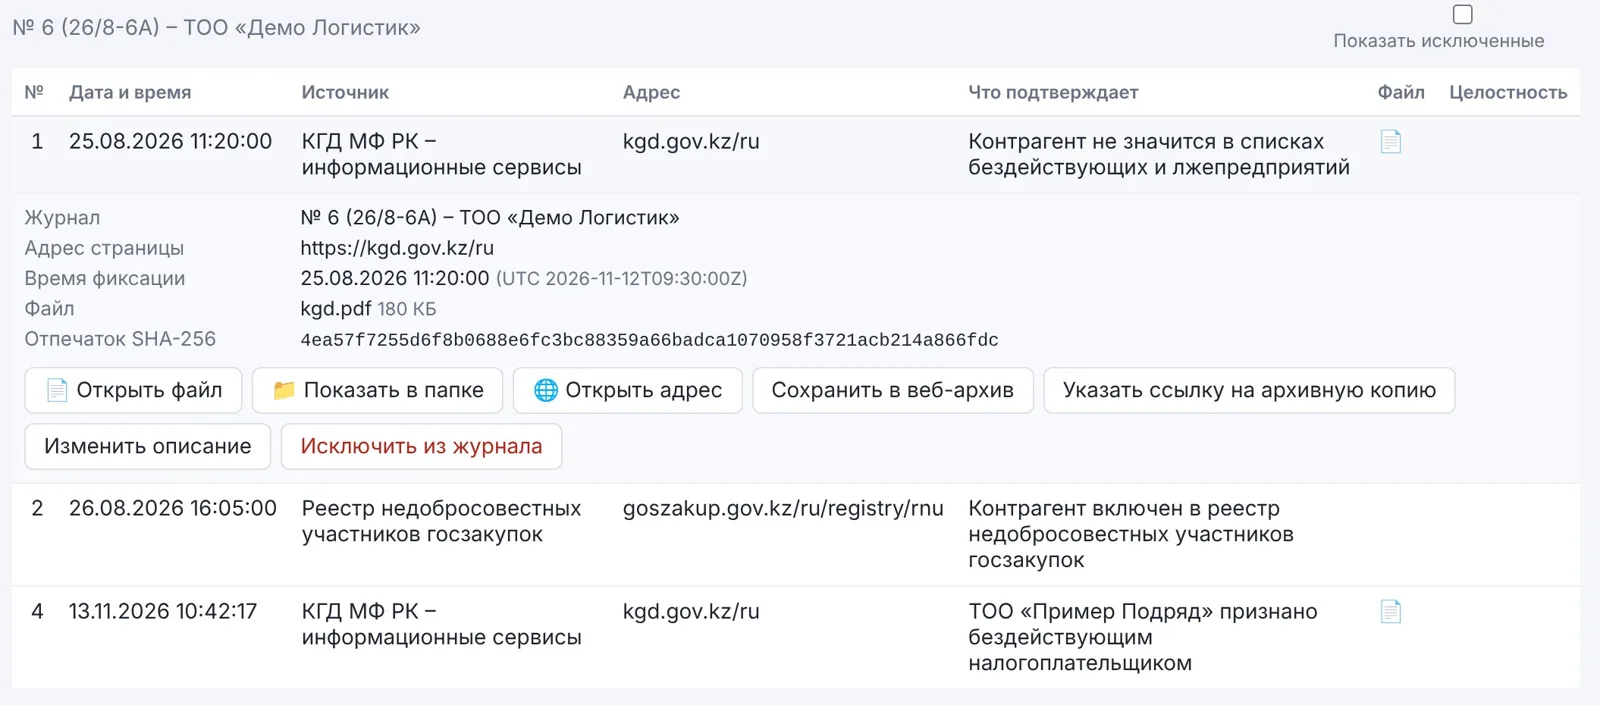 № 6 (26/8-6А) – ТОО «Демо Логистик»
Показать исключенные
№ Дата и время Источник Адрес Что подтверждает Файл Целостность
1 25.08.2026 11:20:00 КГД МФ РК – kgd.gov.kz/ru Контрагент не значится в списках
информационные сервисы бездействующих и лжепредприятий
Журнал № 6 (26/8-6А) – ТОО «Демо Логистик»
Адрес страницы https://kgd.gov.kz/ru
Время фиксации 25.08.2026 11:20:00 (UTC 2026-11-12T09:30:00Z)
Файл kgd.pdf 180 КБ
Отпечаток SHA-256 4ea57f7255d6f8b0688e6fc3bc88359a66badca1070958f3721acb214a866fdc
Открыть файл Показать в папке Открыть адрес Сохранить в веб-архив Указать ссылку на архивную копию
Изменить описание Исключить из журнала
2 26.08.2026 16:05:00 Реестр недобросовестных goszakup.gov.kz/ru/registry/rnu Контрагент включен в реестр
участников госзакупок недобросовестных участников
госзакупок
4 13.11.2026 10:42:17 КГД МФ РК – kgd.gov.kz/ru ТОО «Пример Подряд» признано
информационные сервисы бездействующим
налогоплательщиком